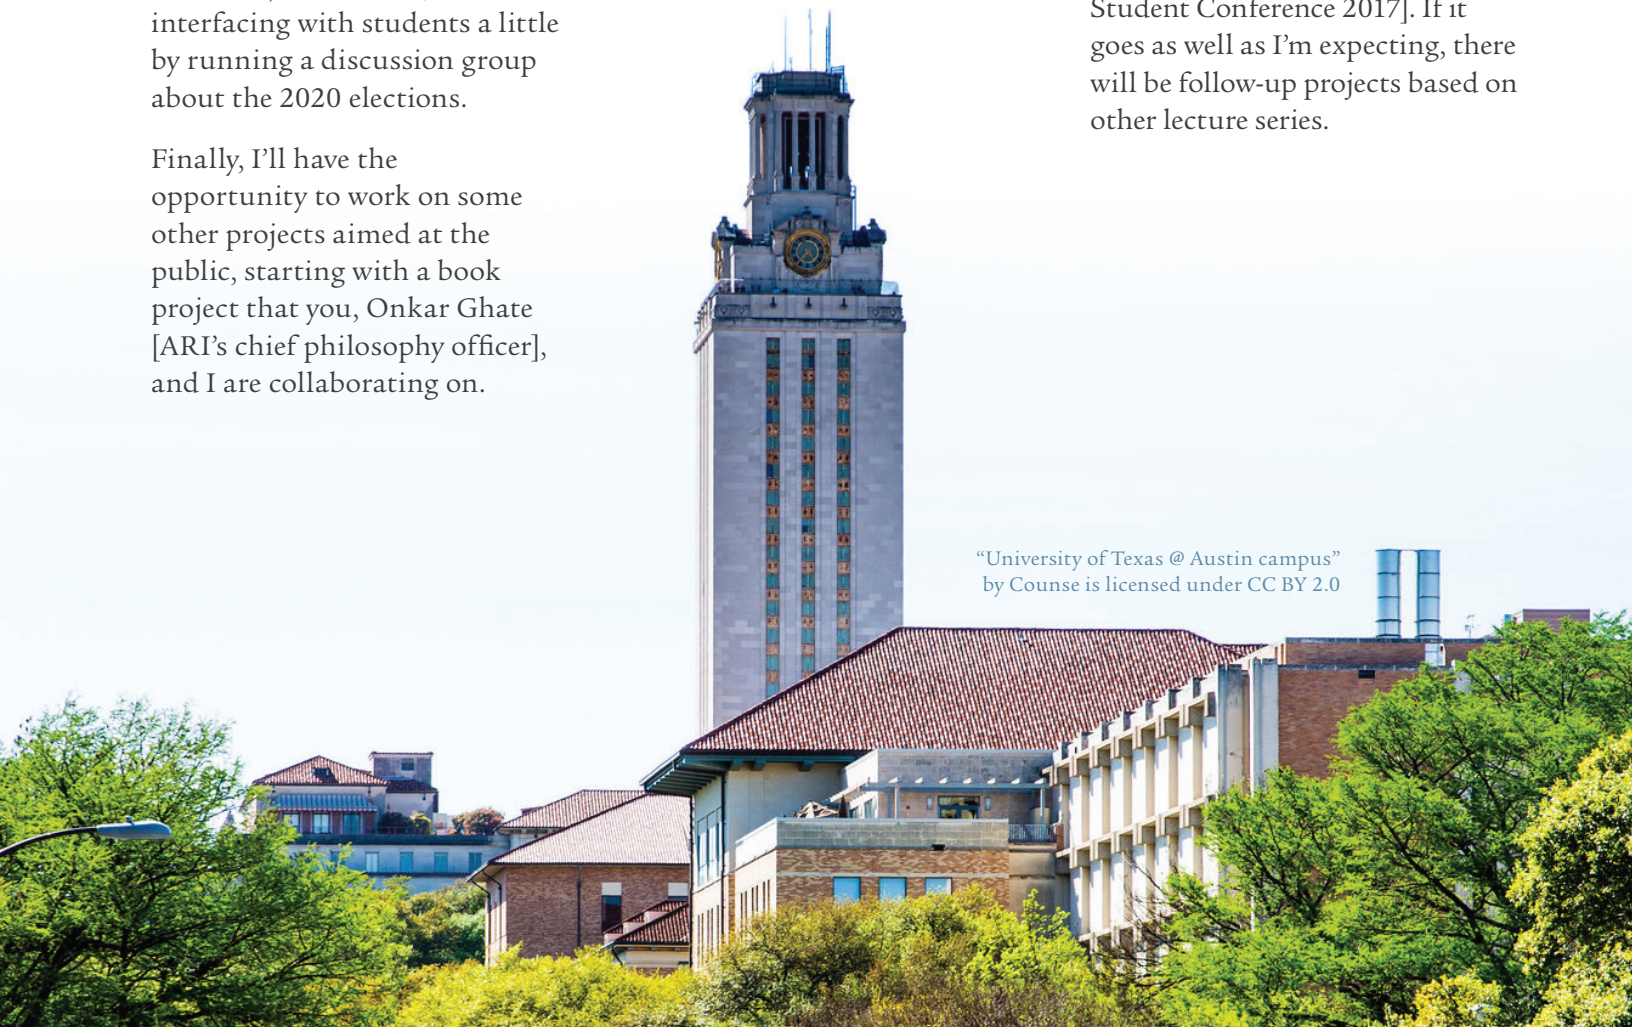 interfacing with students a little
by running a discussion group
about the 2020 elections.
Finally, I’ll have the
opportunity to work on some
other projects aimed at the
public, starting with a book
project that you, Onkar Ghate
[ARI’s chief philosophy officer],
and I are collaborating on.
Student Conference 2017]. If it
goes as well as I’m expecting, there
will be follow-up projects based on
other lecture series.
“University of Texas @ Austin campus”
by Counse is licensed under CC BY 2.0